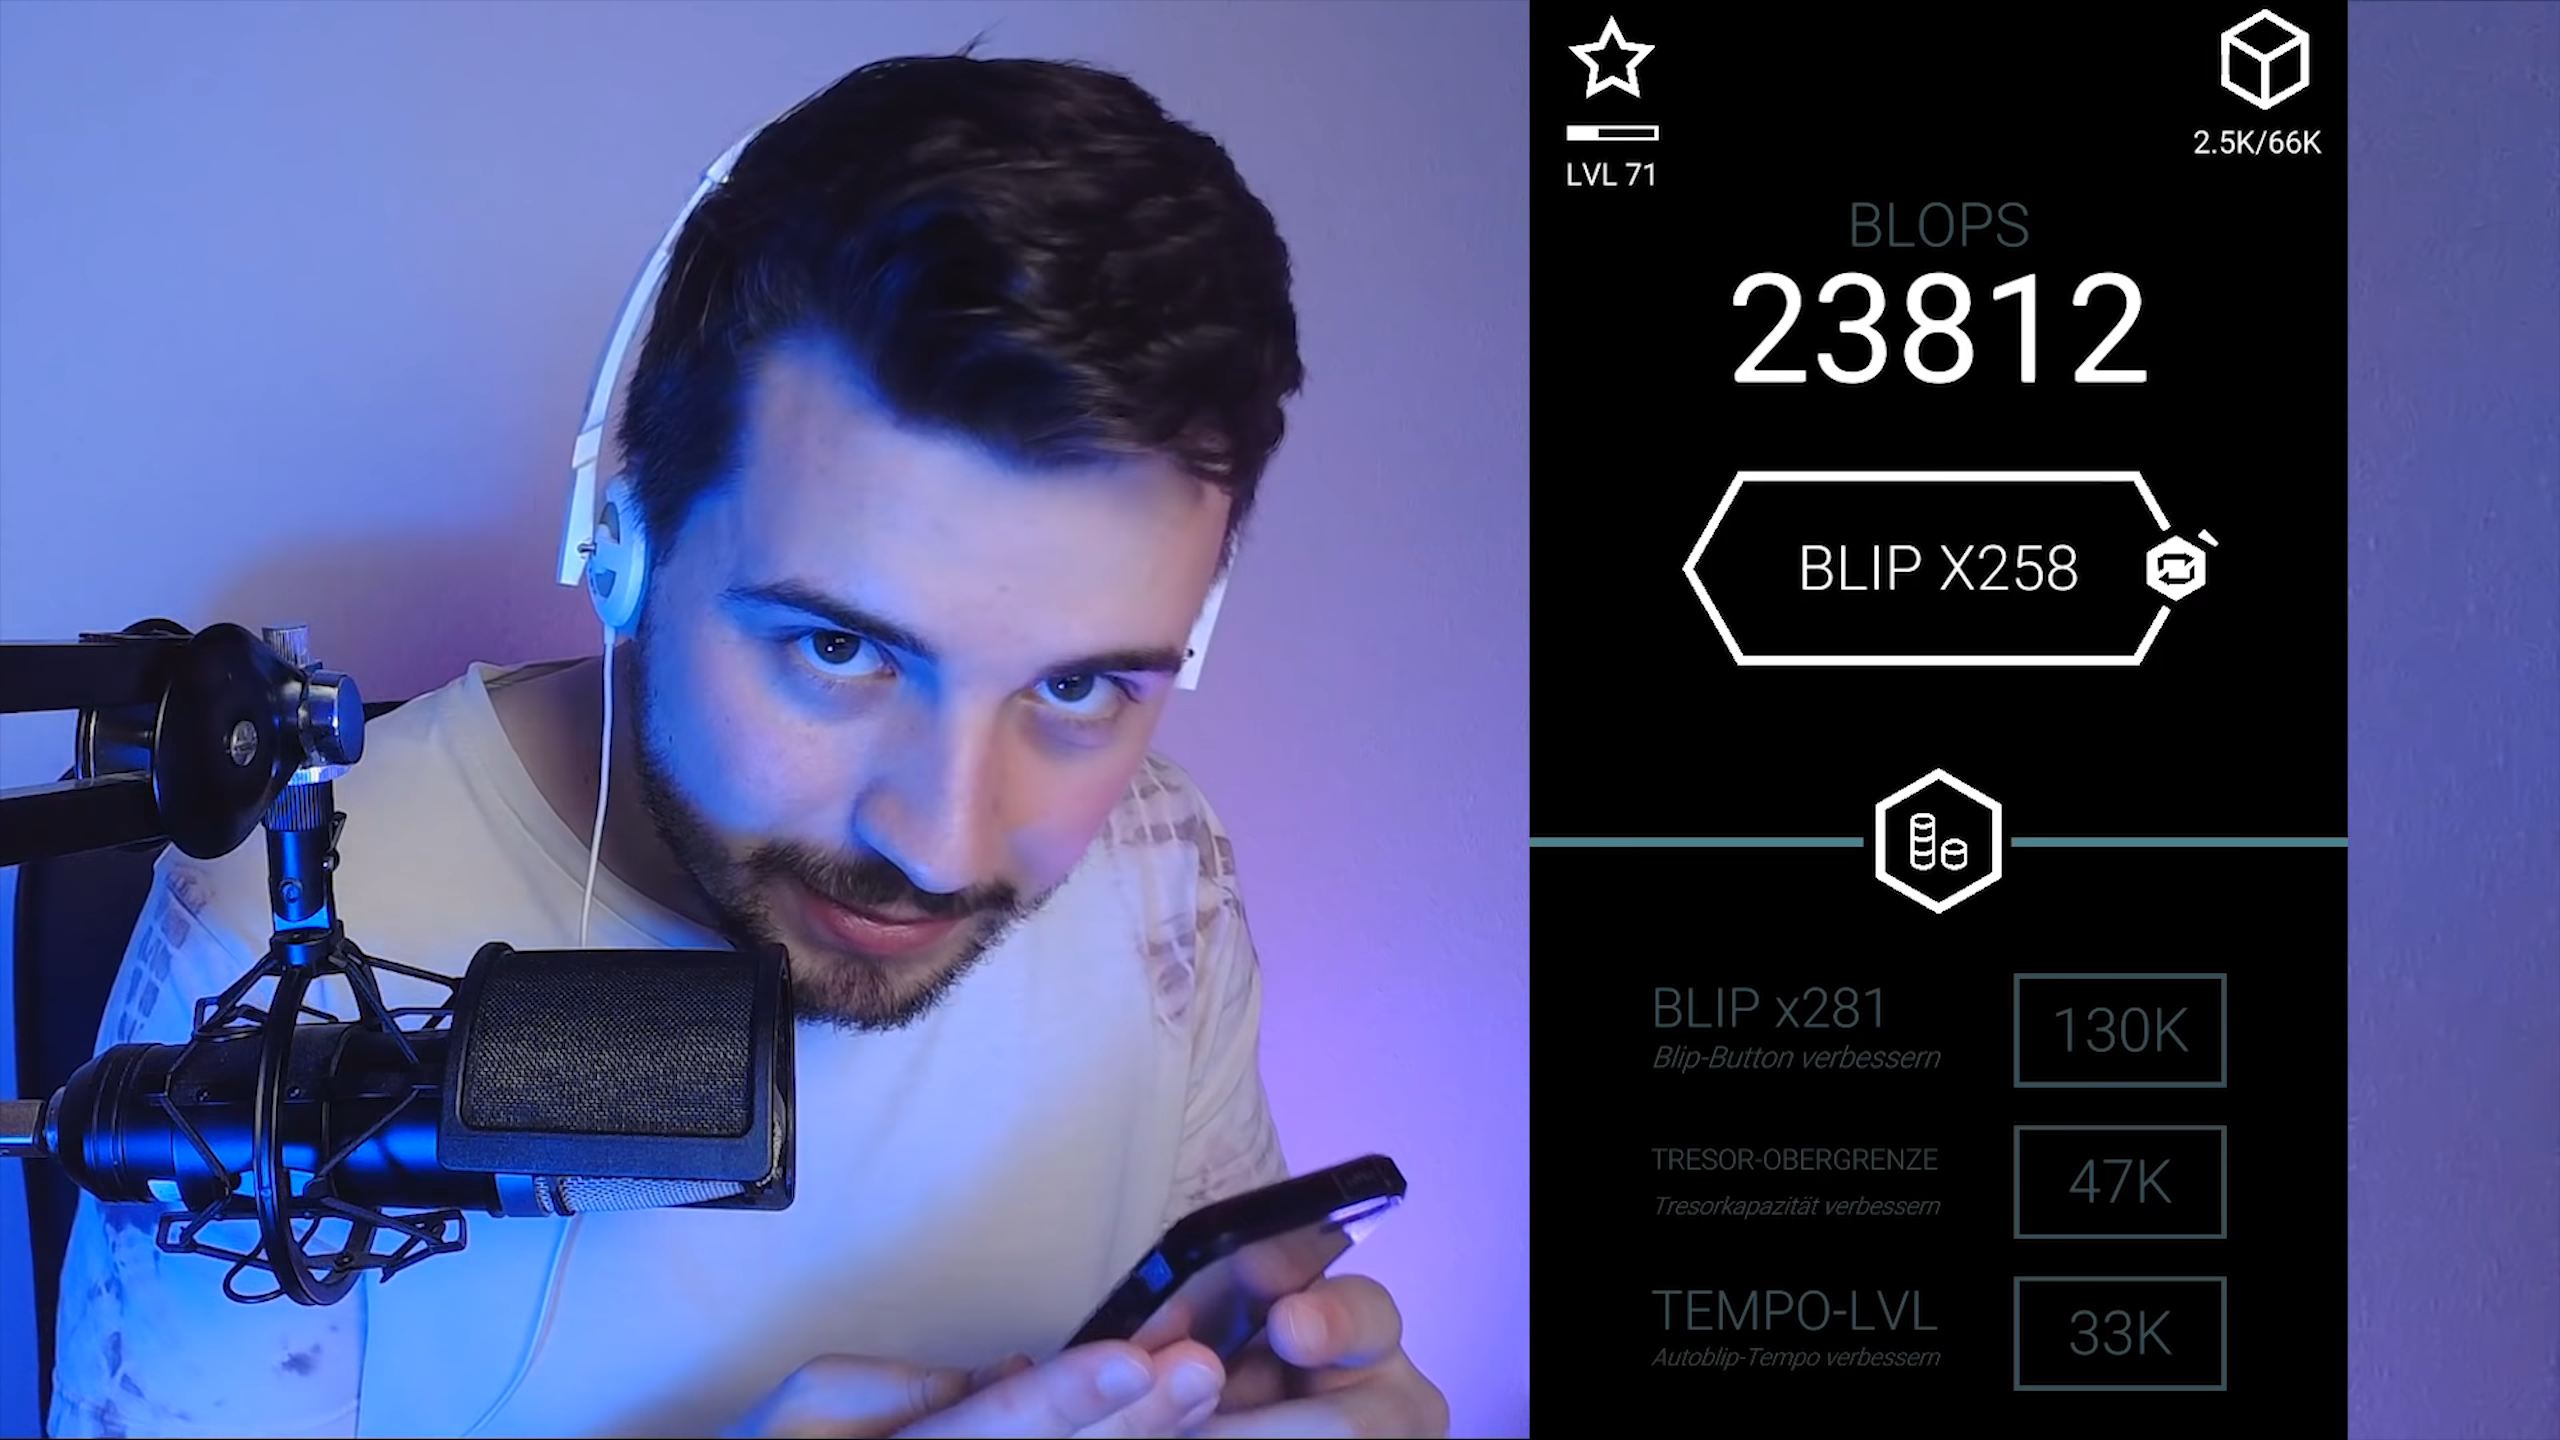 LVL 71
2.5K/66K
BLOPS
23812
BLIP X258
BLIP x281
Blip-Button verbessern
130K
TRESOR-OBERGRENZE
Tresorkapazität verbessern
47K
TEMPO-LVL
Autoblip-Tempo verbessern
33K